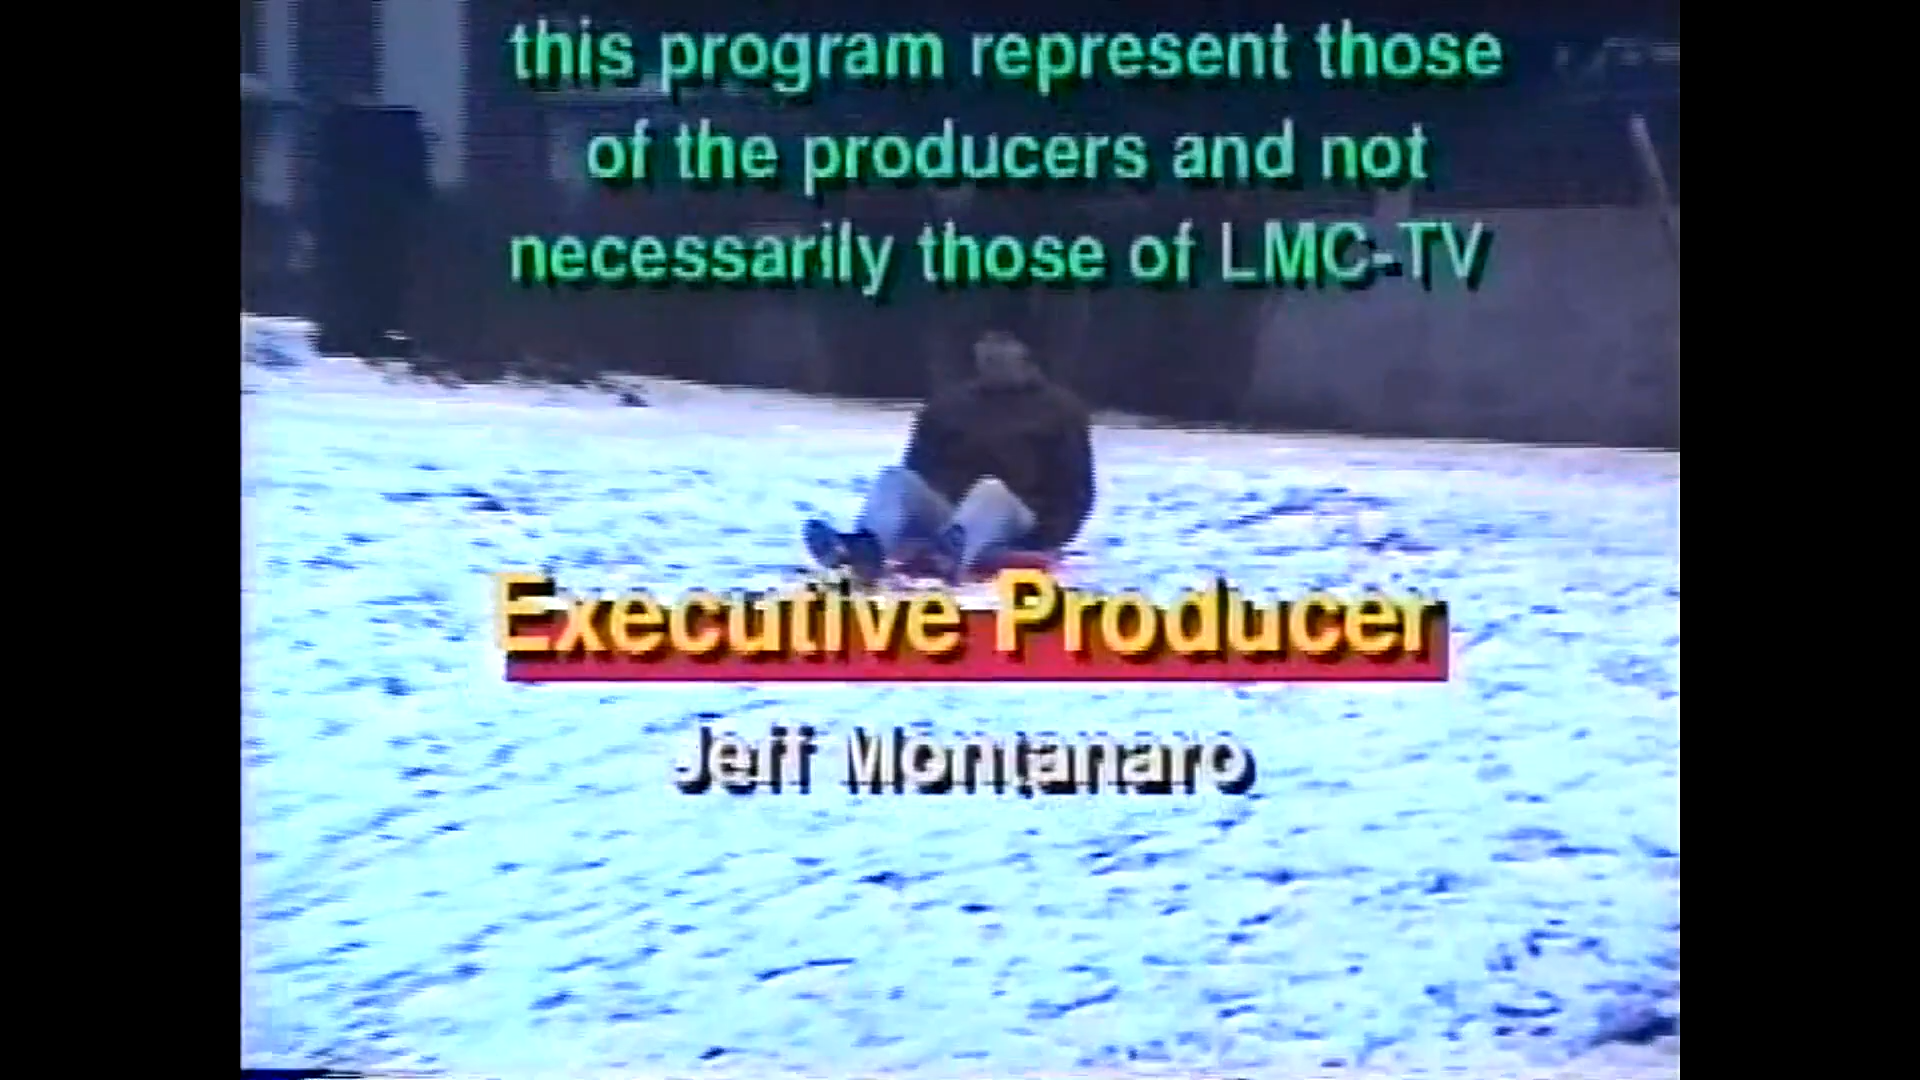 this program represent those
of the producers and not
necessarily those of LMC-TV
Executive Producer
Jeff Montanaro